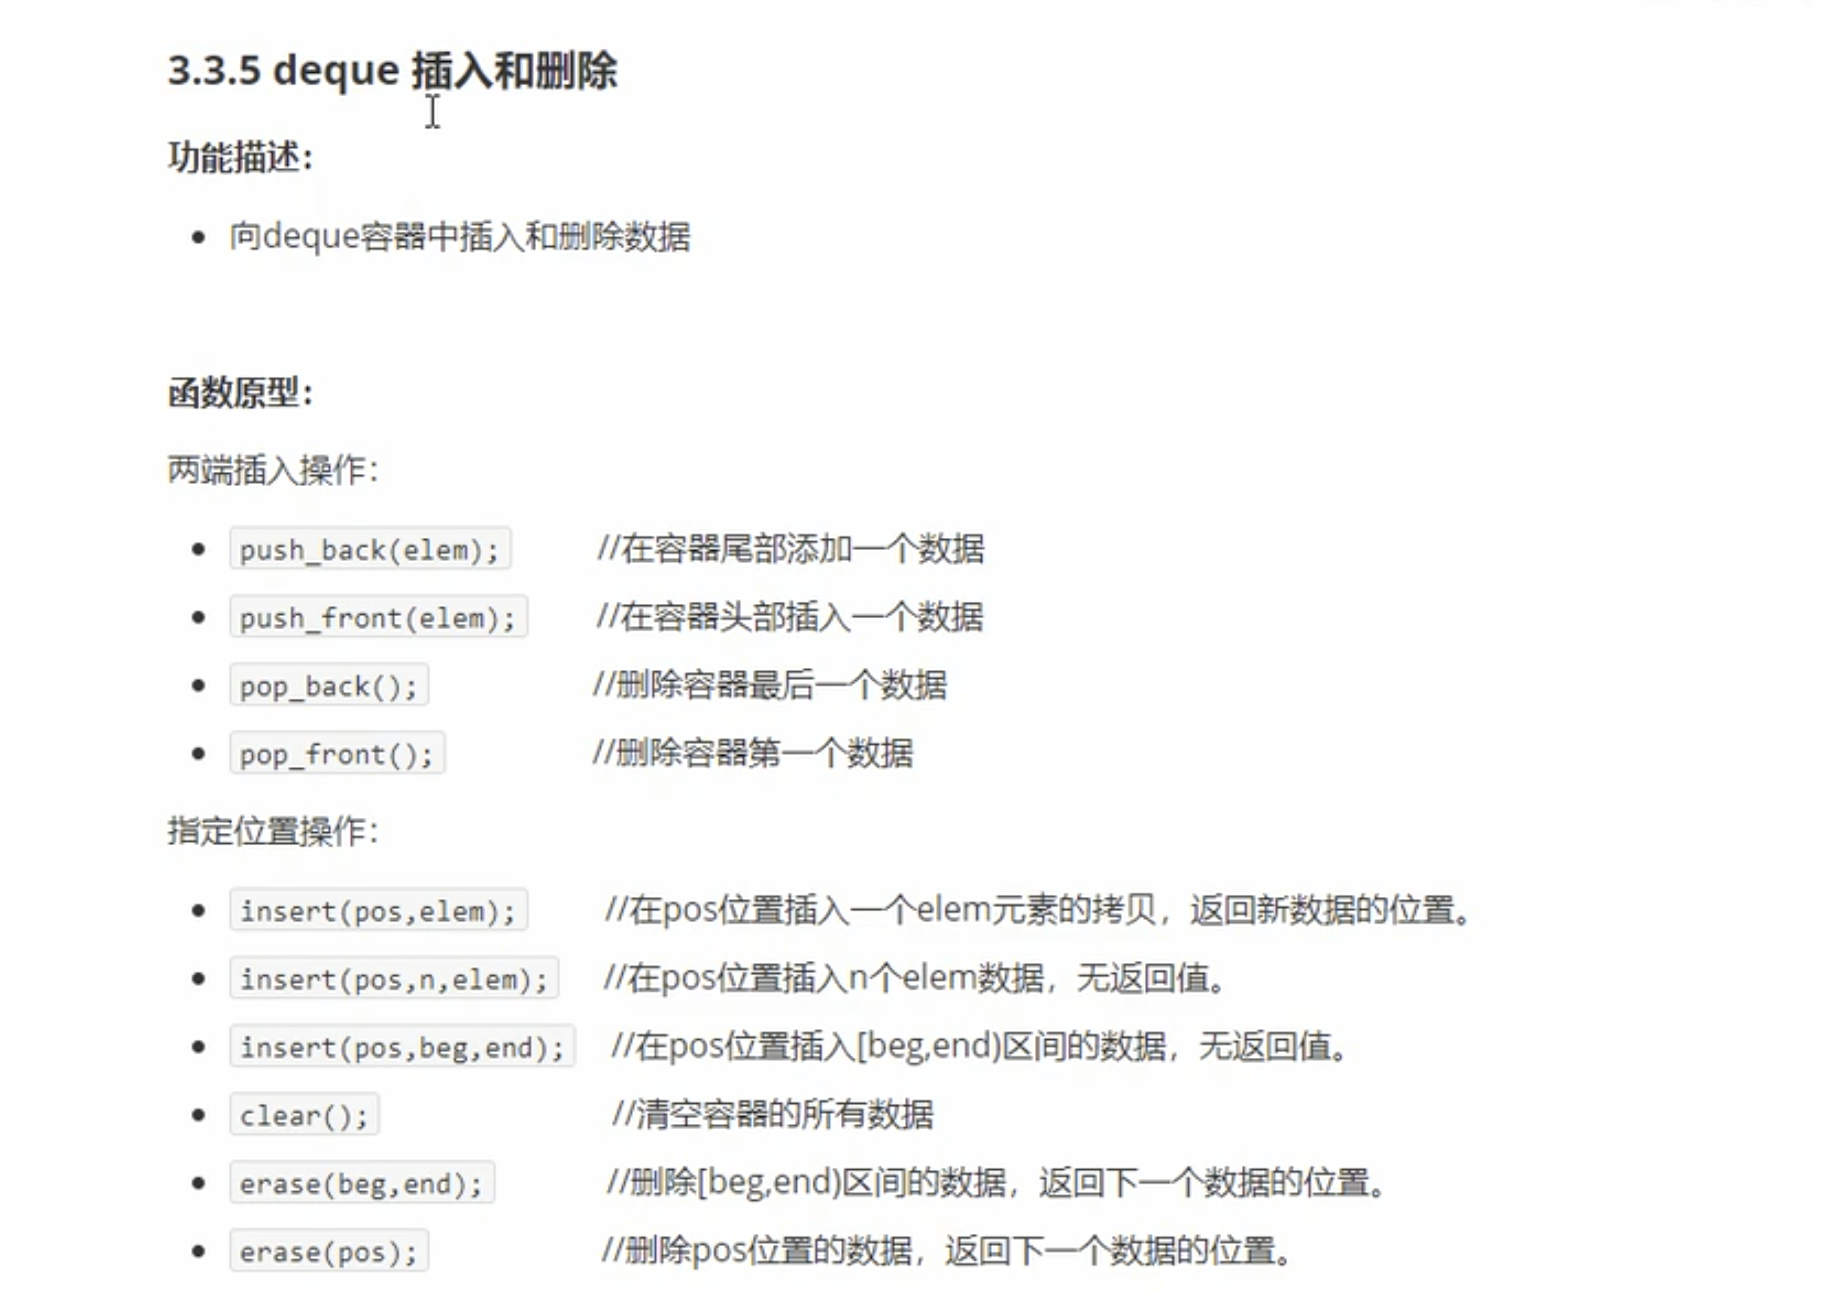 3.3.5 deque 插入和删除
功能描述：
向deque容器中插入和删除数据
函数原型：
两端插入操作：
push_back(elem); //在容器尾部添加一个数据
push_front(elem); //在容器头部插入一个数据
pop_back(); //删除容器最后一个数据
pop_front(); //删除容器第一个数据
指定位置操作：
insert(pos,elem); //在pos位置插入一个elem元素的拷贝，返回新数据的位置。
insert(pos,n,elem); //在pos位置插入n个elem数据，无返回值。
insert(pos,beg,end); //在pos位置插入[beg,end)区间的数据，无返回值。
clear(); //清空容器的所有数据
erase(beg,end); //删除[beg,end)区间的数据，返回下一个数据的位置。
erase(pos); //删除pos位置的数据，返回下一个数据的位置。